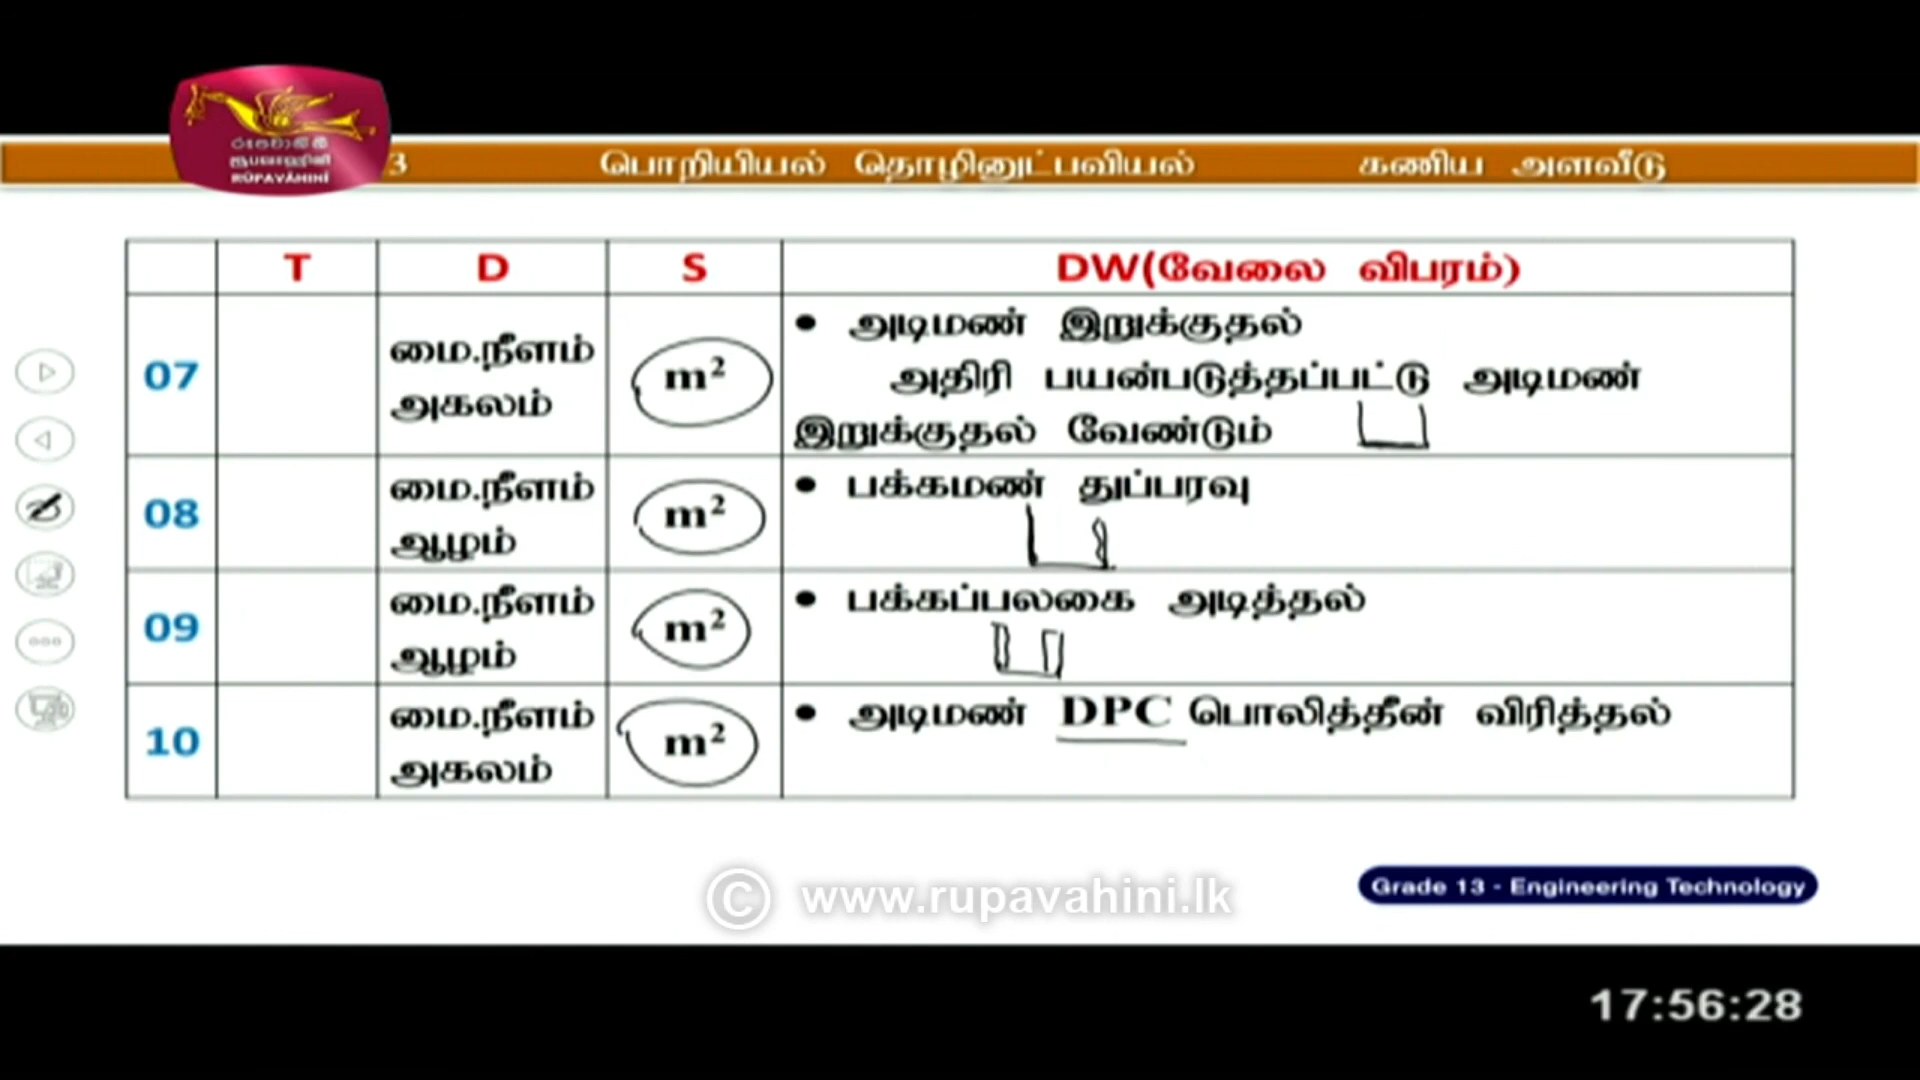 රූපවාහිනී
ரூபவாஹினி
RŪPAVĀHINĪ
3 பொறியியல் தொழினுட்பவியல் கணிய அளவீடு
T D S DW(வேலை விபரம்)
07 மை.நீளம் அகலம் m² • அடிமண் இறுக்குதல்
அதிரி பயன்படுத்தப்பட்டு அடிமண்
இறுக்குதல் வேண்டும்
08 மை.நீளம் ஆழம் m² • பக்கமண் துப்பரவு
09 மை.நீளம் ஆழம் m² • பக்கப்பலகை அடித்தல்
10 மை.நீளம் அகலம் m² • அடிமண் DPC பொலித்தீன் விரித்தல்
Grade 13 - Engineering Technology
© www.rupavahini.lk
17:56:28